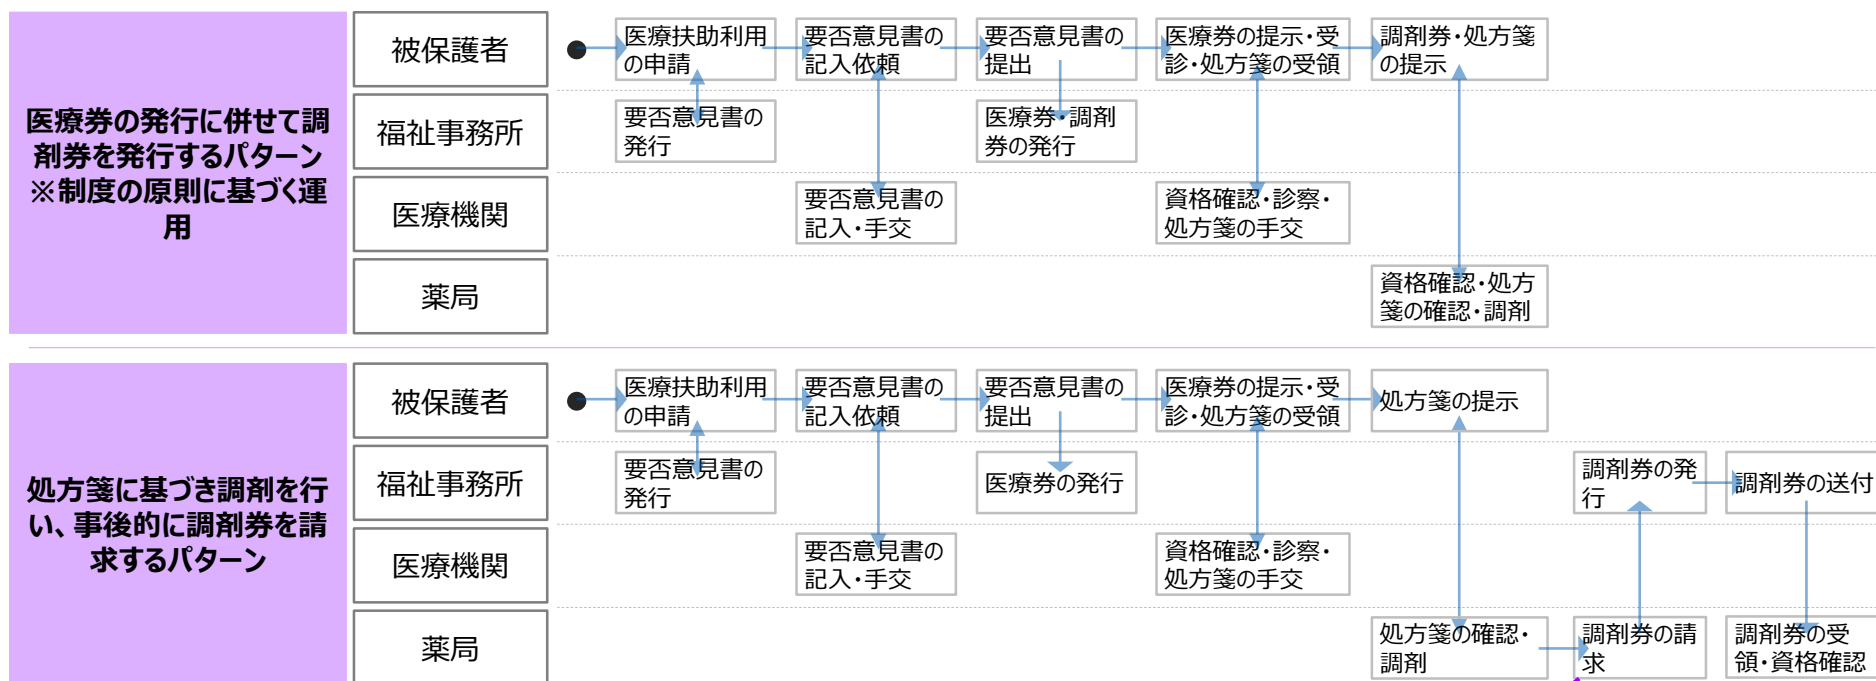 医療券の発行に併せて調
剤券を発行するパターン
※制度の原則に基づく運
用
被保護者
医療扶助利用
の申請
要否意見書の
記入依頼
要否意見書の
提出
医療券の提示・受
診・処方箋の受領
調剤券・処方箋
の提示
福祉事務所
要否意見書の
発行
医療券・調剤
券の発行
医療機関
要否意見書の
記入・手交
資格確認・診察・
処方箋の手交
薬局
資格確認・処方
箋の確認・調剤
処方箋に基づき調剤を行
い、事後的に調剤券を請
求するパターン
被保護者
医療扶助利用
の申請
要否意見書の
記入依頼
要否意見書の
提出
医療券の提示・受
診・処方箋の受領
処方箋の提示
福祉事務所
要否意見書の
発行
医療券の発行
調剤券の発
行
調剤券の送付
医療機関
要否意見書の
記入・手交
資格確認・診察・
処方箋の手交
薬局
処方箋の確認・
調剤
調剤券の請
求
調剤券の受
領・資格確認